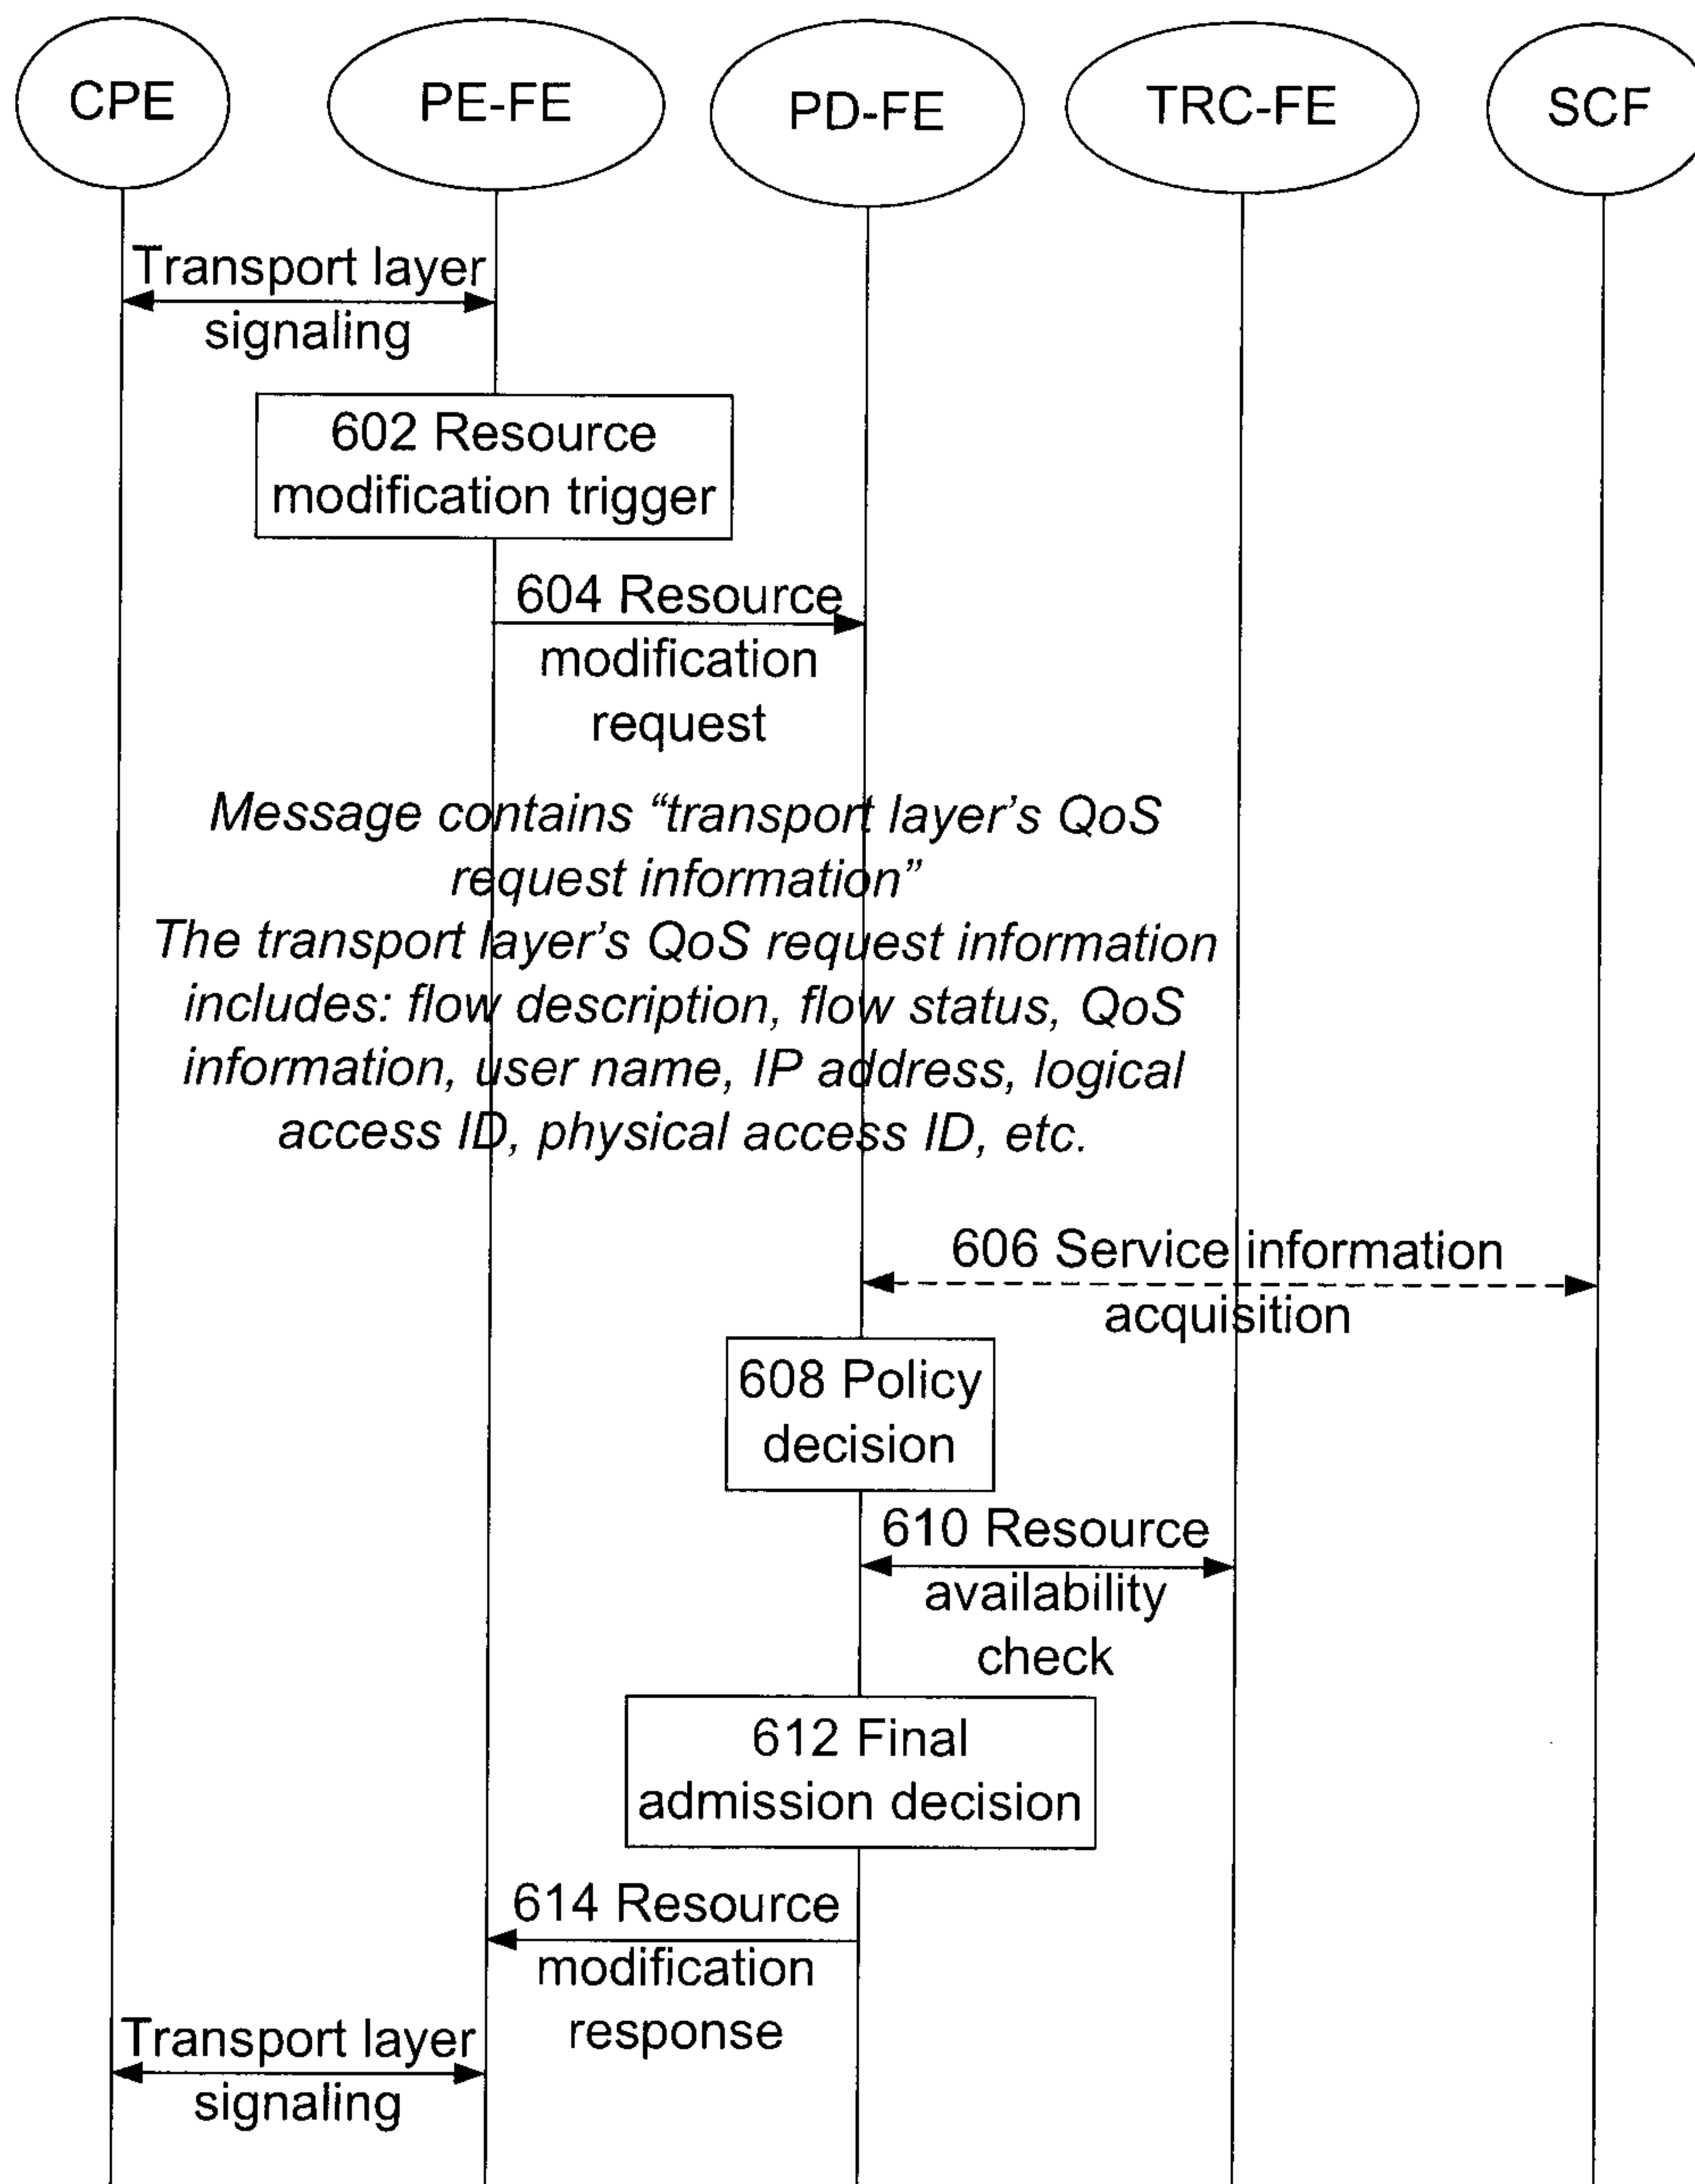 CPE
PE-FE
PD-FE
TRC-FE
SCF
Transport layer
signaling
602 Resource
modification trigger
604 Resource
modification
request
Message contains “transport layer’s QoS
request information”
The transport layer’s QoS request information
includes: flow description, flow status, QoS
information, user name, IP address, logical
access ID, physical access ID, etc.
606 Service information
acquisition
608 Policy
decision
610 Resource
availability
check
612 Final
admission decision
614 Resource
modification
response
Transport layer
signaling